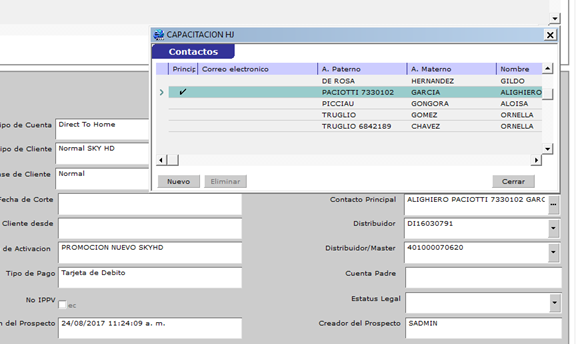 CAPACITACION HJ
Contactos
Princip Correo electronico A. Paterno A. Materno Nombre
DE ROSA HERNANDEZ GILDO
PACIOTTI 7330102 GARCIA ALIGHIERO
PICCIAU GONGORA ALOISA
TRUGLIO GOMEZ ORNELLA
TRUGLIO 6842189 CHAVEZ ORNELLA
Nuevo Eliminar Cerrar
ipo de Cuenta Direct To Home
ipo de Cliente Normal SKY HD
ase de Cliente Normal
Fecha de Corte Contacto Principal ALIGHIERO PACIOTTI 7330102 GARC
Cliente desde Distribuidor DI16030791
de Activacion PROMOCION NUEVO SKYHD Distribuidor/Master 401000070620
Tipo de Pago Tarjeta de Debito Cuenta Padre
No IPPV ec Estatus Legal
n del Prospecto 24/08/2017 11:24:09 a. m. Creador del Prospecto SADMIN